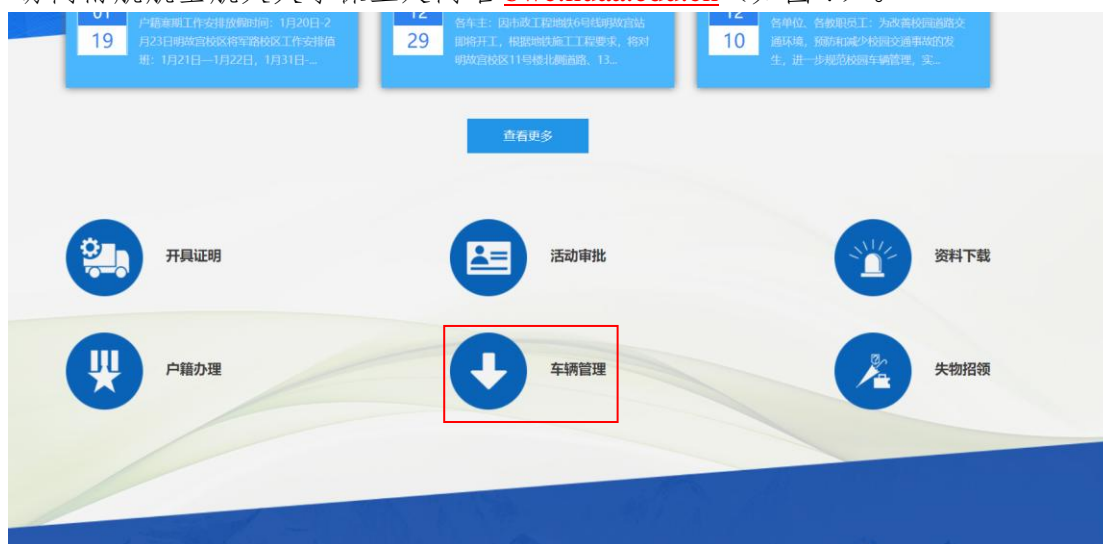 01
19
户籍寒期工作安排放假时间：1月20日-2
月23日明故宫校区将军路校区工作安排值
班：1月21日—1月22日，1月31日-...
12
29
各车主：因市政工程地铁6号线明故宫站
即将开工，根据地铁施工工程要求，将对
明故宫校区11号楼北侧道路、13...
12
10
各单位、各教职员工：为改善校园道路交
通环境，预防和减少校园交通事故的发
生，进一步规范校园车辆管理，实...
查看更多
开具证明
活动审批
资料下载
户籍办理
车辆管理
失物招领